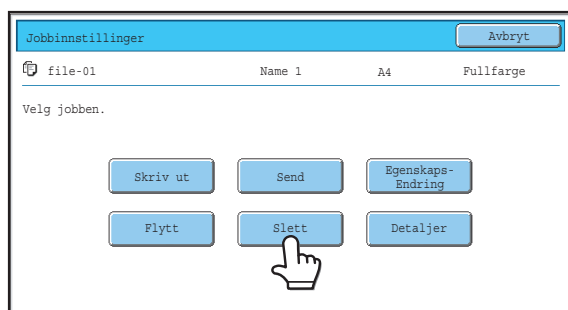 Jobbinnstillinger
Avbryt
file-01 Name 1 A4 Fullfarge
Velg jobben.
Skriv ut
Send
Egenskaps-
Endring
Flytt
Slett
Detaljer